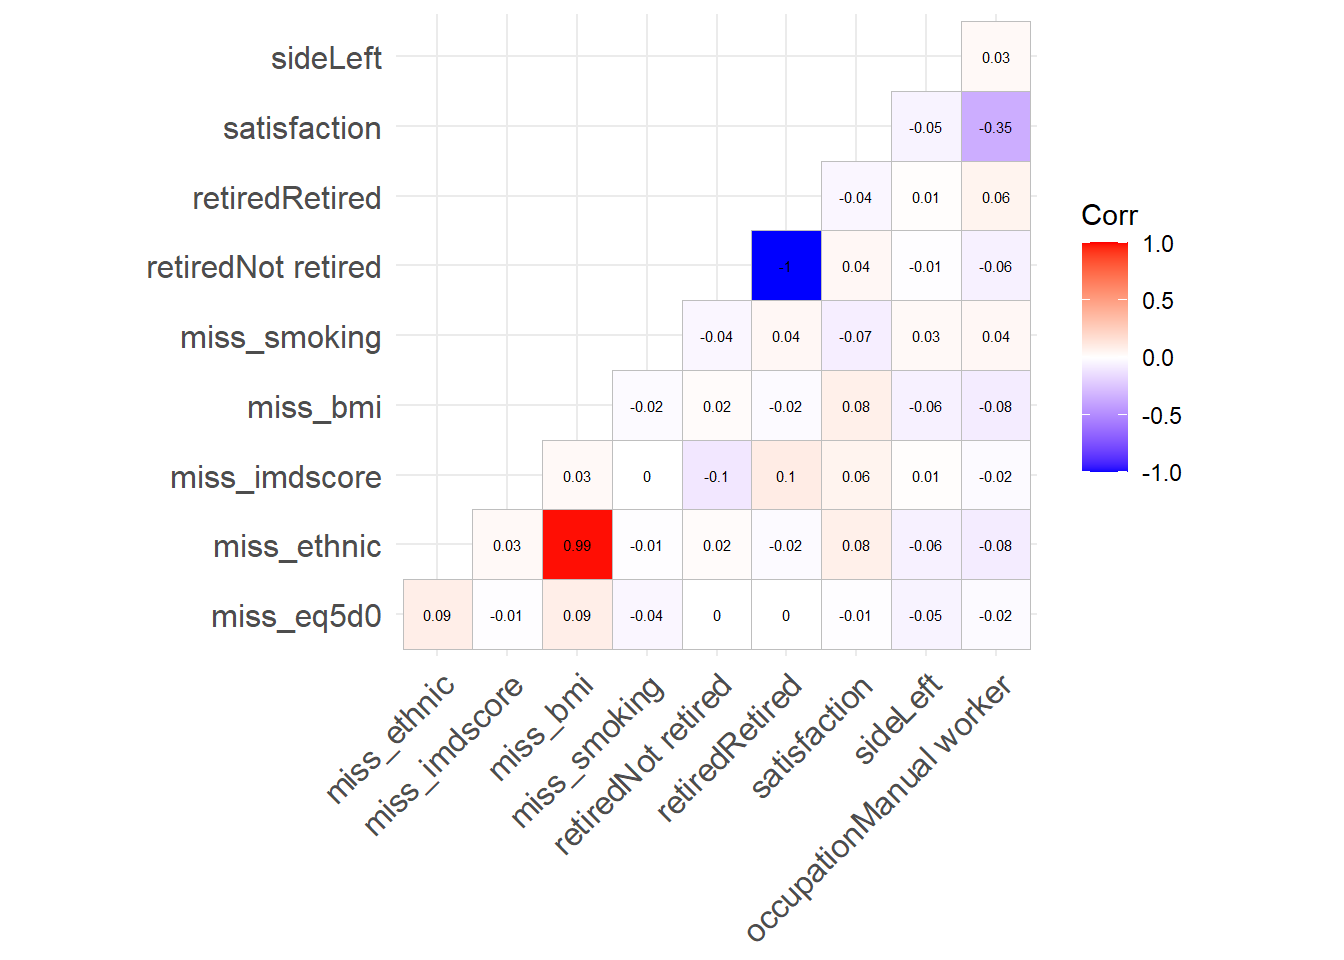 sideLeft 0.03
satisfaction -0.05 -0.35
retiredRetired -0.04 0.01 0.06
retiredNot retired -1 0.04 -0.01 -0.06
miss_smoking -0.04 0.04 -0.07 0.03 0.04
miss_bmi -0.02 0.02 -0.02 0.08 -0.06 -0.08
miss_imdscore 0.03 0 -0.1 0.1 0.06 0.01 -0.02
miss_ethnic 0.03 0.99 -0.01 0.02 -0.02 0.08 -0.06 -0.08
miss_eq5d0 0.09 -0.01 0.09 -0.04 0 0 -0.01 -0.05 -0.02
miss_ethnic
miss_imdscore
miss_bmi
miss_smoking
retiredNot retired
retiredRetired
satisfaction
sideLeft
occupationManual worker
Corr
1.0
0.5
0.0
-0.5
-1.0